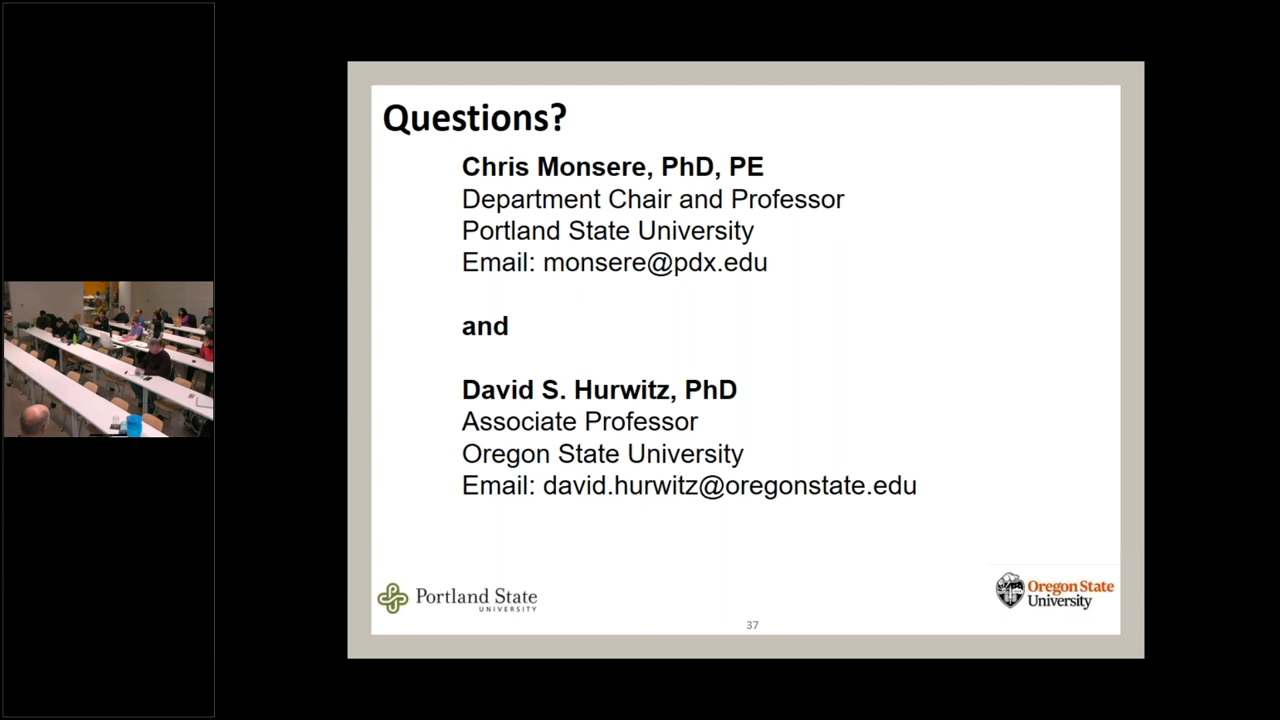 Questions?
Chris Monsere, PhD, PE
Department Chair and Professor
Portland State University
Email: monsere@pdx.edu
and
David S. Hurwitz, PhD
Associate Professor
Oregon State University
Email: david.hurwitz@oregonstate.edu
Portland State
UNIVERSITY
Oregon State
University
37